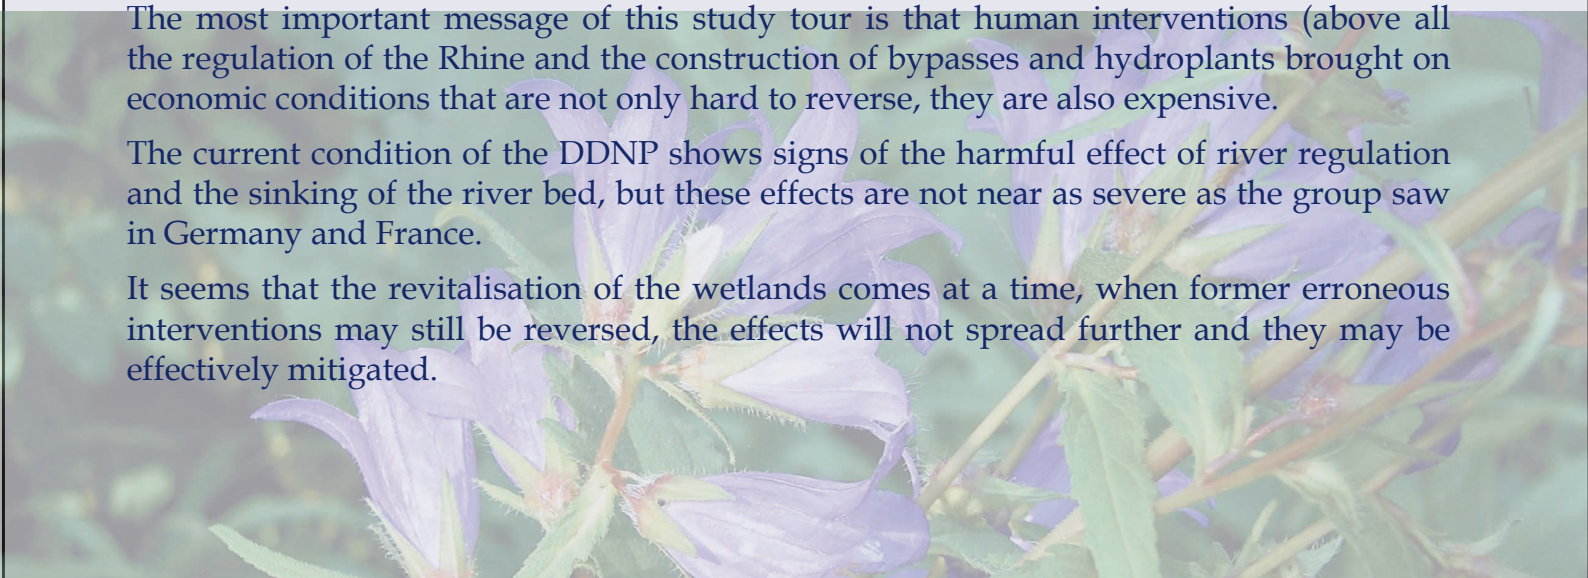 The most important message of this study tour is that human interventions (above all
the regulation of the Rhine and the construction of bypasses and hydroplants brought on
economic conditions that are not only hard to reverse, they are also expensive.
The current condition of the DDNP shows signs of the harmful effect of river regulation
and the sinking of the river bed, but these effects are not near as severe as the group saw
in Germany and France.
It seems that the revitalisation of the wetlands comes at a time, when former erroneous
interventions may still be reversed, the effects will not spread further and they may be
effectively mitigated.